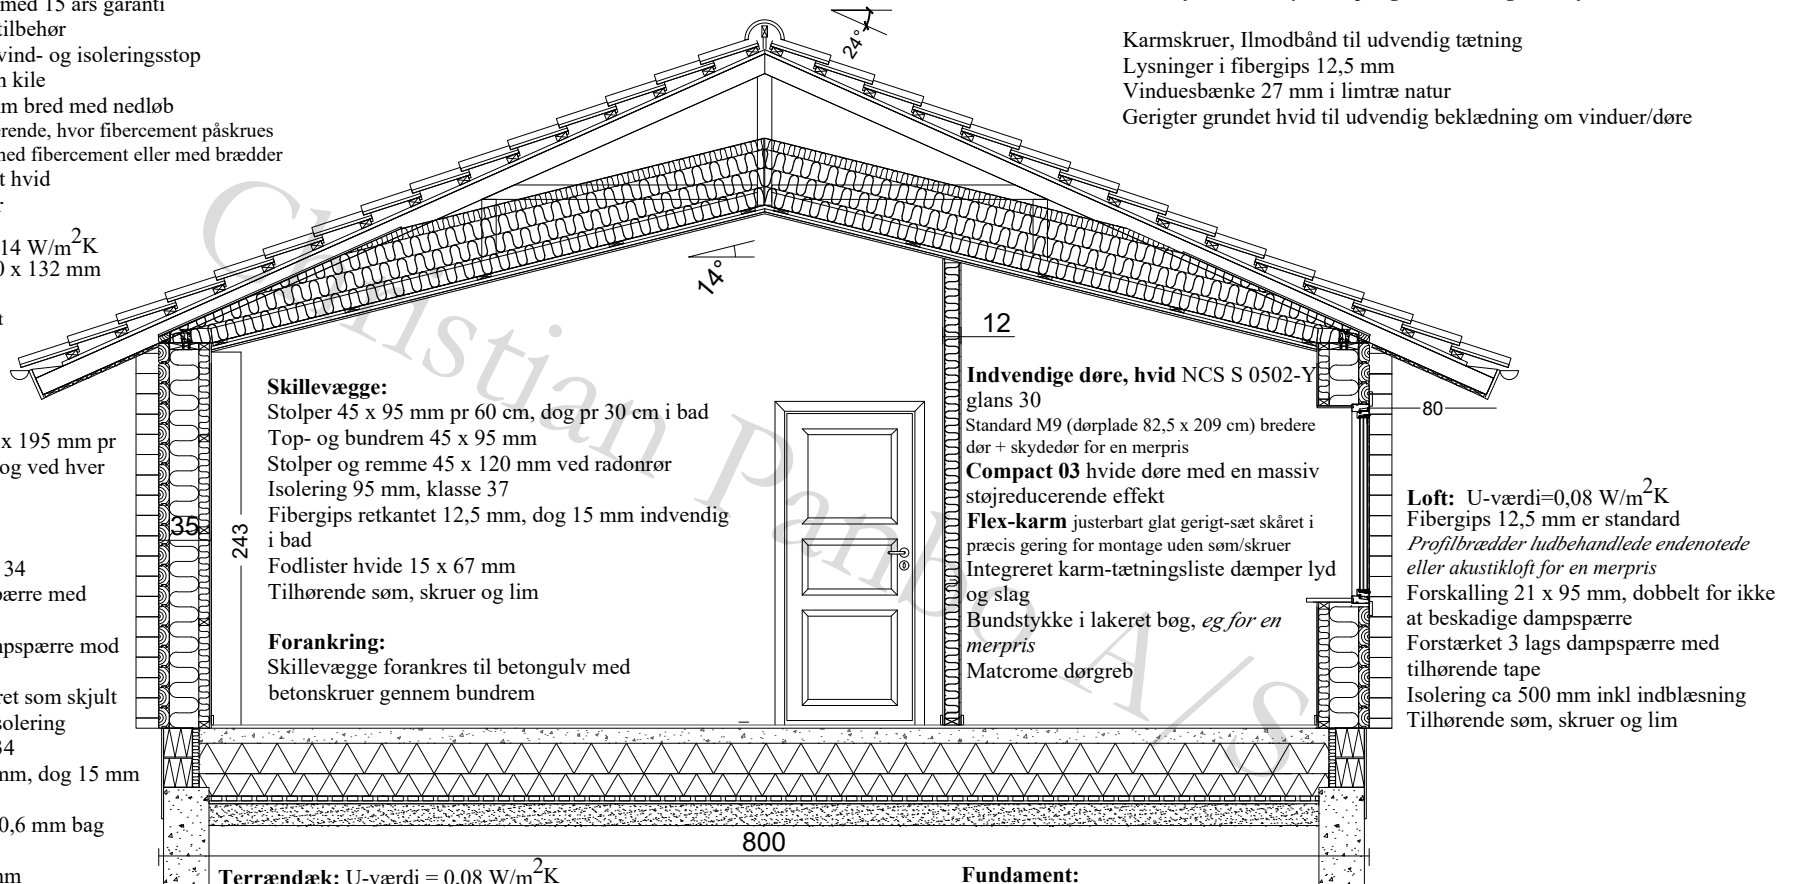 med 15 års garanti
tilbehør
vind- og isoleringsstop
kile
bred med nedløb
hvor fibercement påskrues
fibercement eller med brædder
hvid
14 W/m²K
x 132 mm
x 195 mm pr
og ved hver
34
med
mod
som skjult
34
mm, dog 15 mm
0,6 mm bag
24°
Karmskruer, Ilmodbånd til udvendig tætning
Lysninger i fibergips 12,5 mm
Vinduesbænke 27 mm i limtræ natur
Gerigter grundet hvid til udvendig beklædning om vinduer/døre
14°
12
35
243
80
Skillevægge:
Stolper 45 x 95 mm pr 60 cm, dog pr 30 cm i bad
Top- og bundrem 45 x 95 mm
Stolper og remme 45 x 120 mm ved radonrør
Isolering 95 mm, klasse 37
Fibergips retkantet 12,5 mm, dog 15 mm indvendig
i bad
Fodlister hvide 15 x 67 mm
Tilhørende søm, skruer og lim
Forankring:
Skillevægge forankres til betongulv med
betonskruer gennem bundrem
Indvendige døre, hvid NCS S 0502-Y
glans 30
Standard M9 (dørplade 82,5 x 209 cm) bredere
dør + skydedør for en merpris
Compact 03 hvide døre med en massiv
støjreducerende effekt
Flex-karm justerbart glat gerigt-sæt skåret i
præcis gering for montage uden søm/skruer
Integreret karm-tætningsliste dæmper lyd
og slag
Bundstykke i lakeret bøg, eg for en
merpris
Matcrome dørgreb
Loft: U-værdi=0,08 W/m²K
Fibergips 12,5 mm er standard
Profilbrædder ludbehandlede endenotede
eller akustikloft for en merpris
Forskalling 21 x 95 mm, dobbelt for ikke
at beskadige dampspærre
Forstærket 3 lags dampspærre med
tilhørende tape
Isolering ca 500 mm inkl indblæsning
Tilhørende søm, skruer og lim
800
Terrændæk: U-værdi = 0,08 W/m²K
Fundament:
Christian Panbo A/S